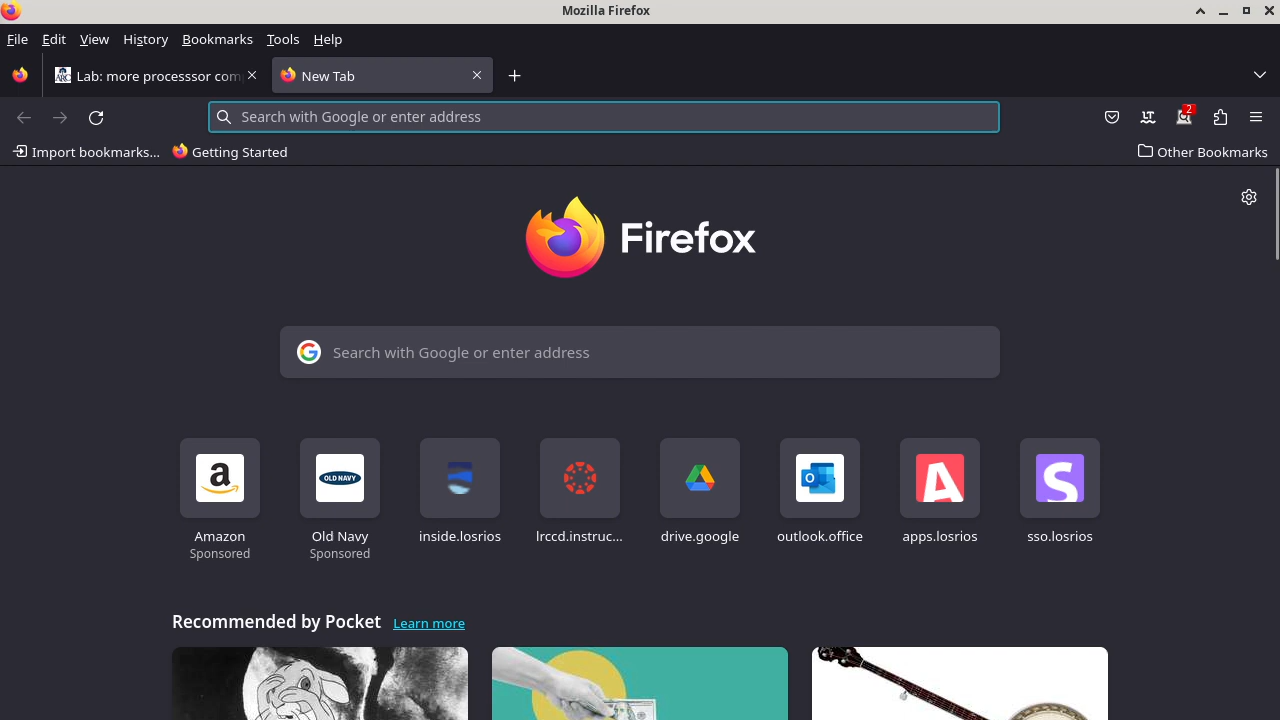 Mozilla Firefox
File Edit View History Bookmarks Tools Help
Lab: more processsor com
New Tab
Search with Google or enter address
2
Import bookmarks...
Getting Started
Other Bookmarks
Firefox
Search with Google or enter address
OLD NAVY
Amazon
Sponsored
Old Navy
Sponsored
inside.losrios
lrccd.instruc...
drive.google
outlook.office
apps.losrios
sso.losrios
Recommended by Pocket Learn more